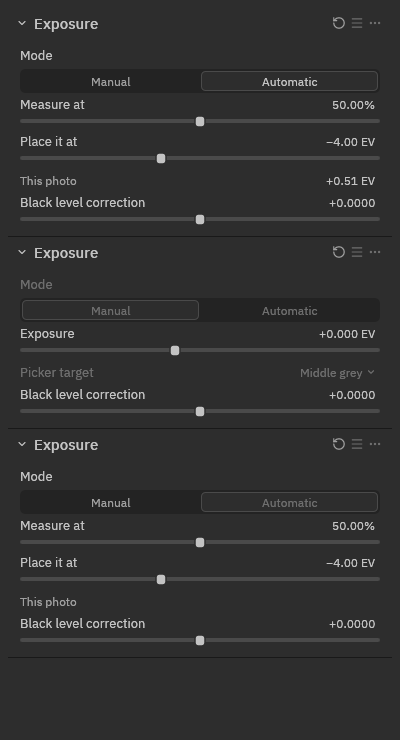 Exposure
Mode
Manual Automatic
Measure at 50.00%
Place it at −4.00 EV
This photo +0.51 EV
Black level correction +0.0000
Exposure
Mode
Manual Automatic
Exposure +0.000 EV
Picker target Middle grey
Black level correction +0.0000
Exposure
Mode
Manual Automatic
Measure at 50.00%
Place it at −4.00 EV
This photo
Black level correction +0.0000